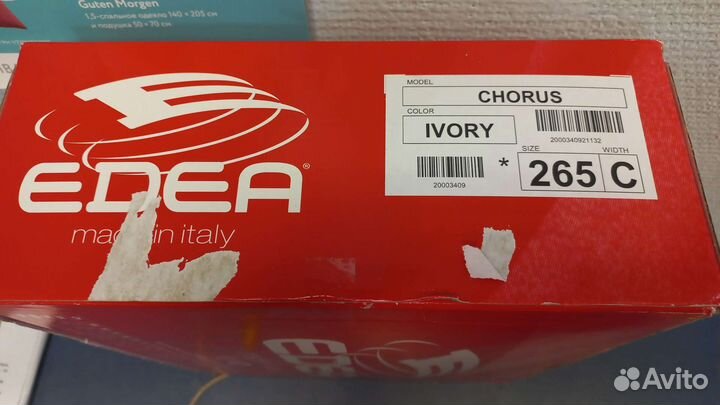 Guten Morgen
1,5-спальное одеяло 140 × 205 см
и подушка 50 × 70 см
EDEA®
made in italy
MODEL
CHORUS
COLOR
IVORY
2000340921132
SIZE
WIDTH
20003409
*
265
C
Avito